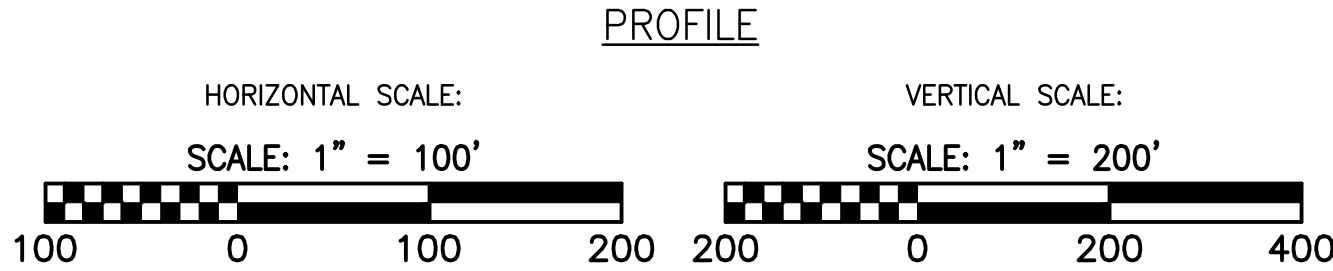 PROFILE
HORIZONTAL SCALE:
SCALE: 1" = 100'
100 0 100 200
VERTICAL SCALE:
SCALE: 1" = 200'
200 0 200 400